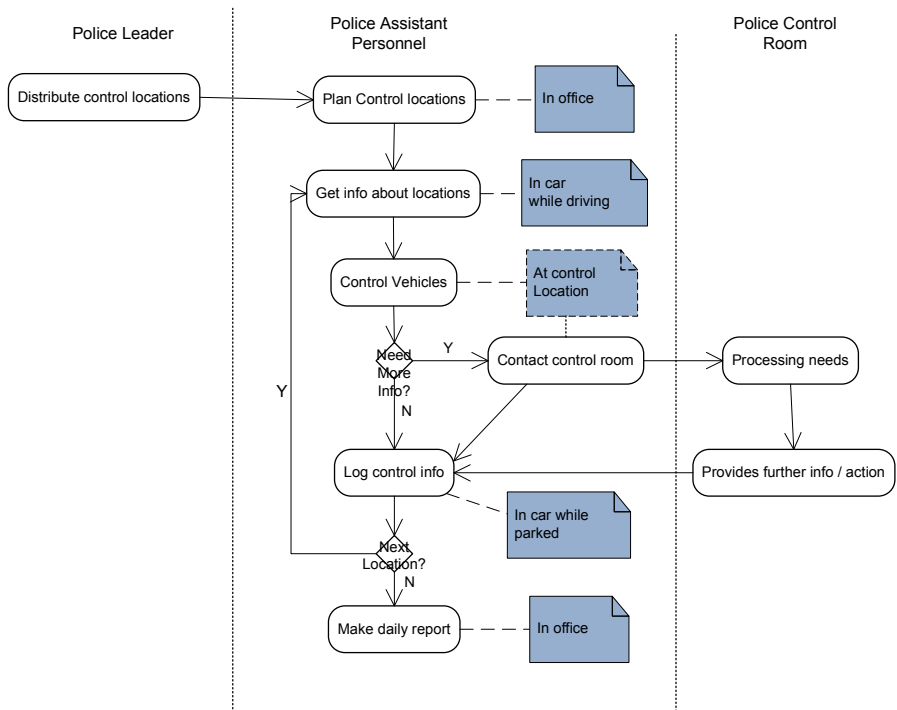 Police Leader
Police Assistant
Personnel
Police Control
Room
Distribute control locations
Plan Control locations
In office
Get info about locations
In car
while driving
Control Vehicles
At control
Location
Need
More
Info?
Y
Contact control room
Processing needs
Y
N
Log control info
Provides further info / action
In car while
parked
Next
Location?
N
Make daily report
In office